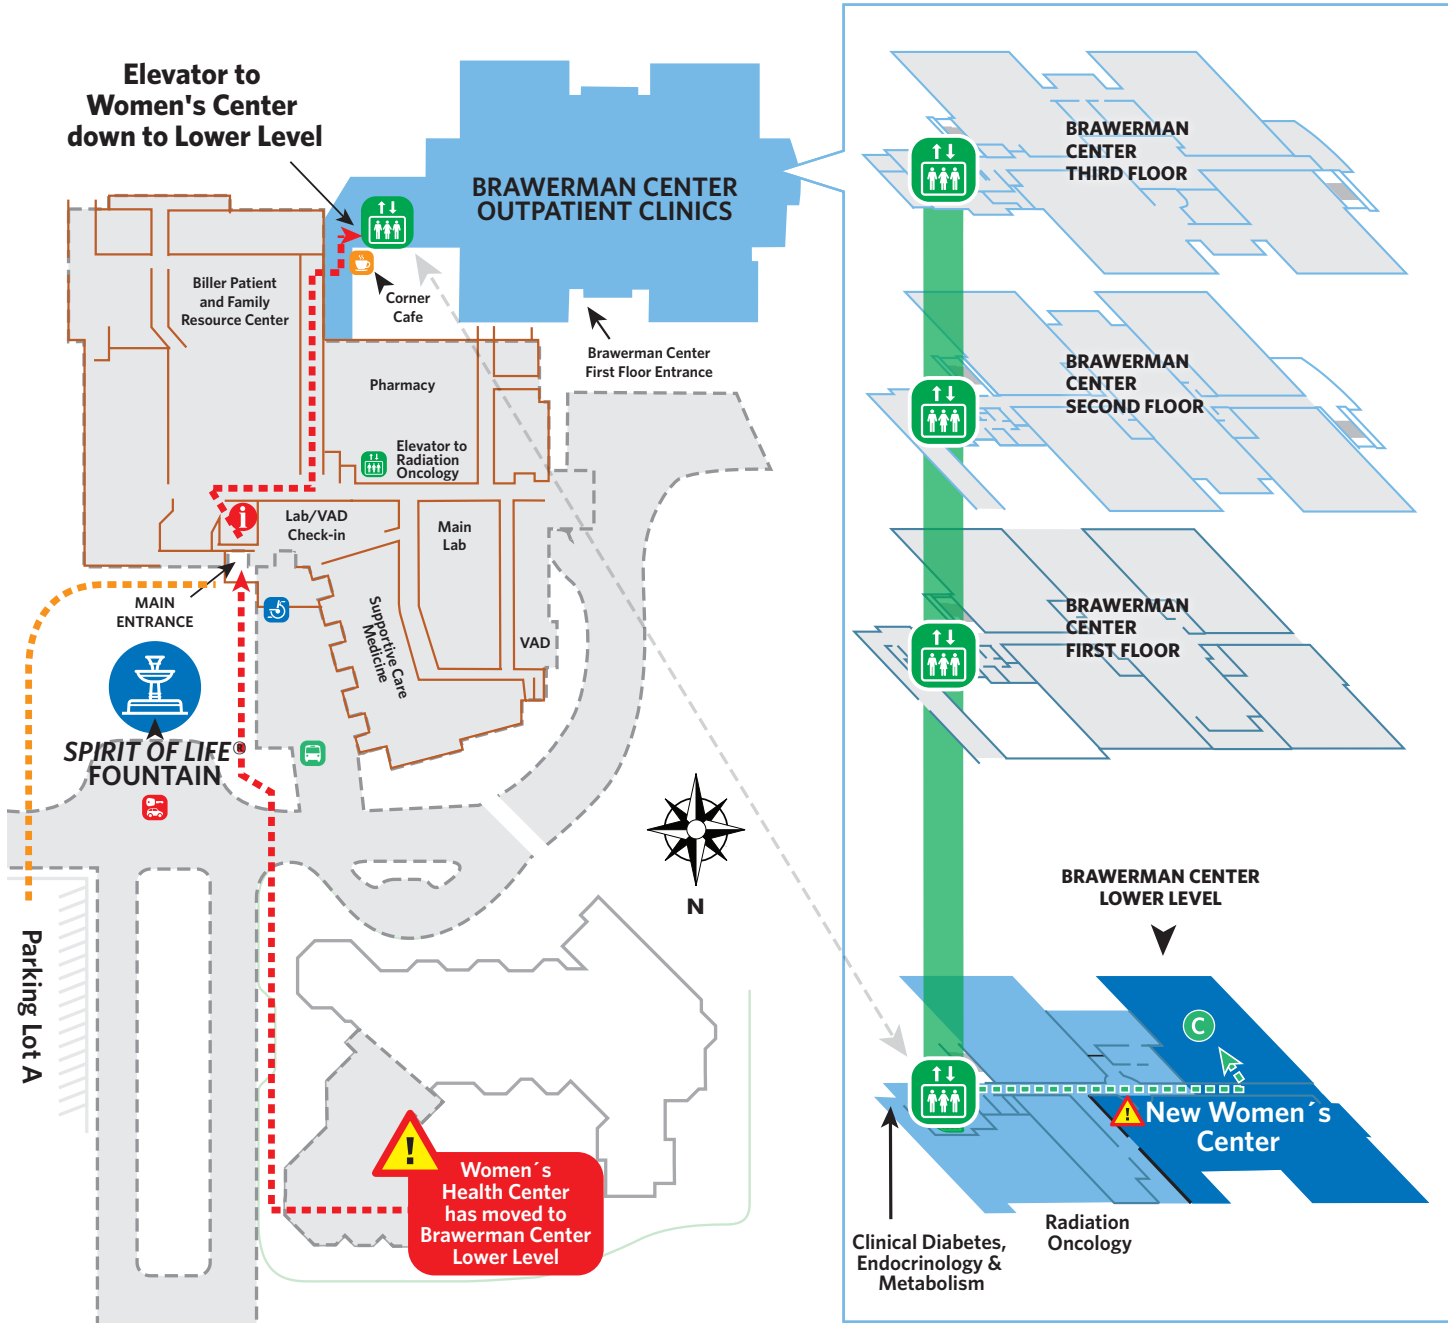 Elevator to
Women's Center
down to Lower Level
BRAWERMAN CENTER
OUTPATIENT CLINICS
Biller Patient
and Family
Resource Center
Corner
Cafe
Brawerman Center
First Floor Entrance
Pharmacy
Elevator to
Radiation
Oncology
i
Lab/VAD
Check-in
Main
Lab
MAIN
ENTRANCE
Supportive Care
Medicine
VAD
SPIRIT OF LIFE®
FOUNTAIN
Parking Lot A
N
!
Women´s
Health Center
has moved to
Brawerman Center
Lower Level
BRAWERMAN
CENTER
THIRD FLOOR
BRAWERMAN
CENTER
SECOND FLOOR
BRAWERMAN
CENTER
FIRST FLOOR
BRAWERMAN CENTER
LOWER LEVEL
C
!
New Women´s
Center
Radiation
Oncology
Clinical Diabetes,
Endocrinology &
Metabolism